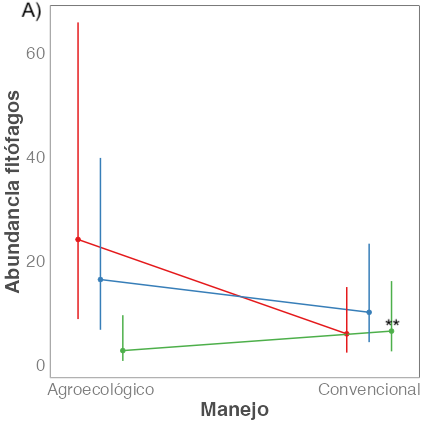 A)
Abundancia fitófagos
60
40
20
0
**
Agroecológico Convencional
Manejo